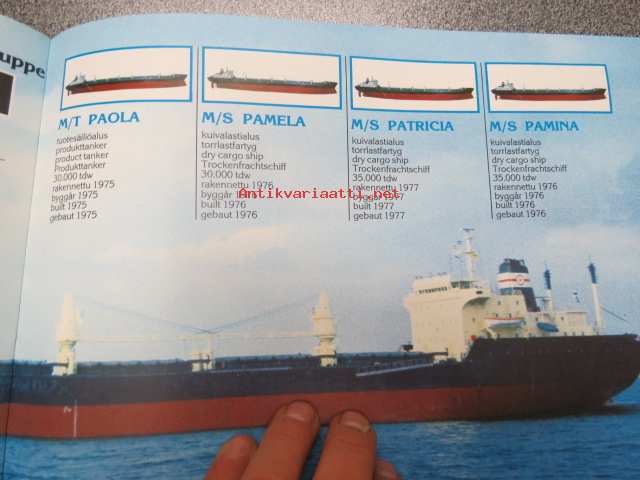 uppe
M/T PAOLA
tuotesäiliöalus
produkttanker
product tanker
Produkttanker
30.000 tdw
rakennettu 1975
byggår 1975
built 1975
gebaut 1975
M/S PAMELA
kuivalastialus
torrlastfartyg
dry cargo ship
Trockenfrachtschiff
30.000 tdw
rakennettu 1976
byggår 1976
built 1976
gebaut 1976
M/S PATRICIA
kuivalastialus
torrlastfartyg
dry cargo ship
Trockenfrachtschiff
35.000 tdw
rakennettu 1977
byggår 1977
built 1977
gebaut 1977
M/S PAMINA
kuivalastialus
torrlastfartyg
dry cargo ship
Trockenfrachtschiff
35.000 tdw
rakennettu 1976
byggår 1976
built 1976
gebaut 1976
Antikvariaatti.net